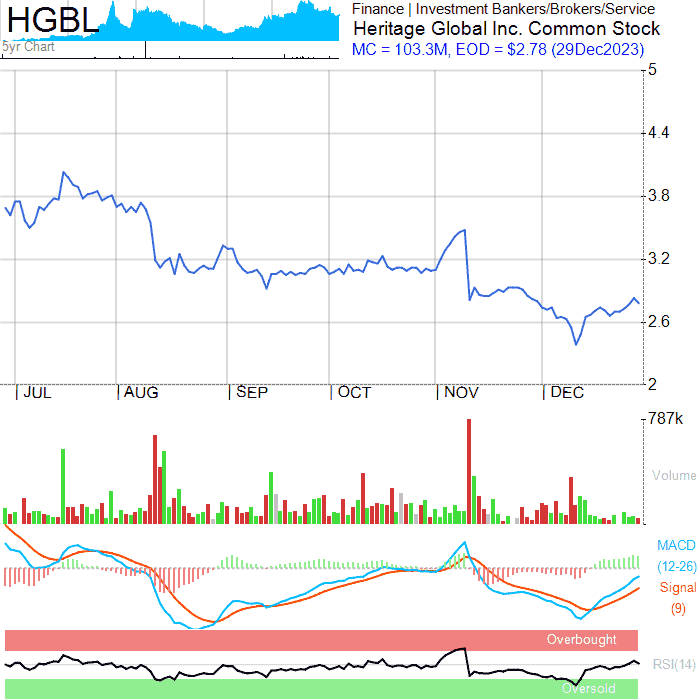 HGBL
5yr Chart
Finance | Investment Bankers/Brokers/Service
Heritage Global Inc. Common Stock
MC = 103.3M, EOD = $2.78 (29Dec2023)
5
4.4
3.8
3.2
2.6
2
JUL AUG SEP OCT NOV DEC
787k
Volume
MACD
(12-26)
Signal
(9)
Overbought
RSI(14)
Oversold